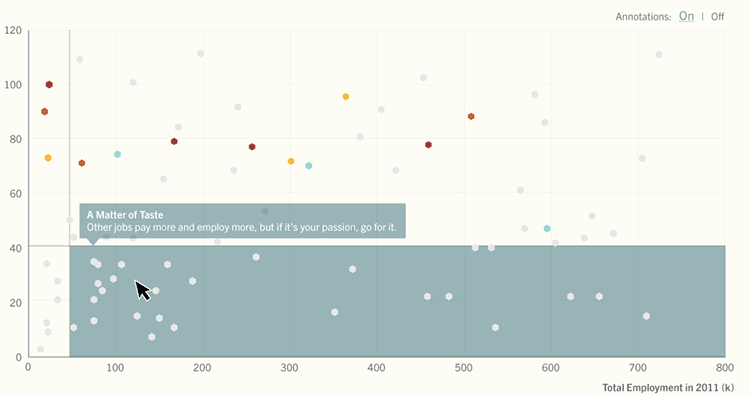 Annotations: On | Off
120
100
80
60
A Matter of Taste
Other jobs pay more and employ more, but if it's your passion, go for it.
40
20
0
0 100 200 300 400 500 600 700 800
Total Employment in 2011 (k)